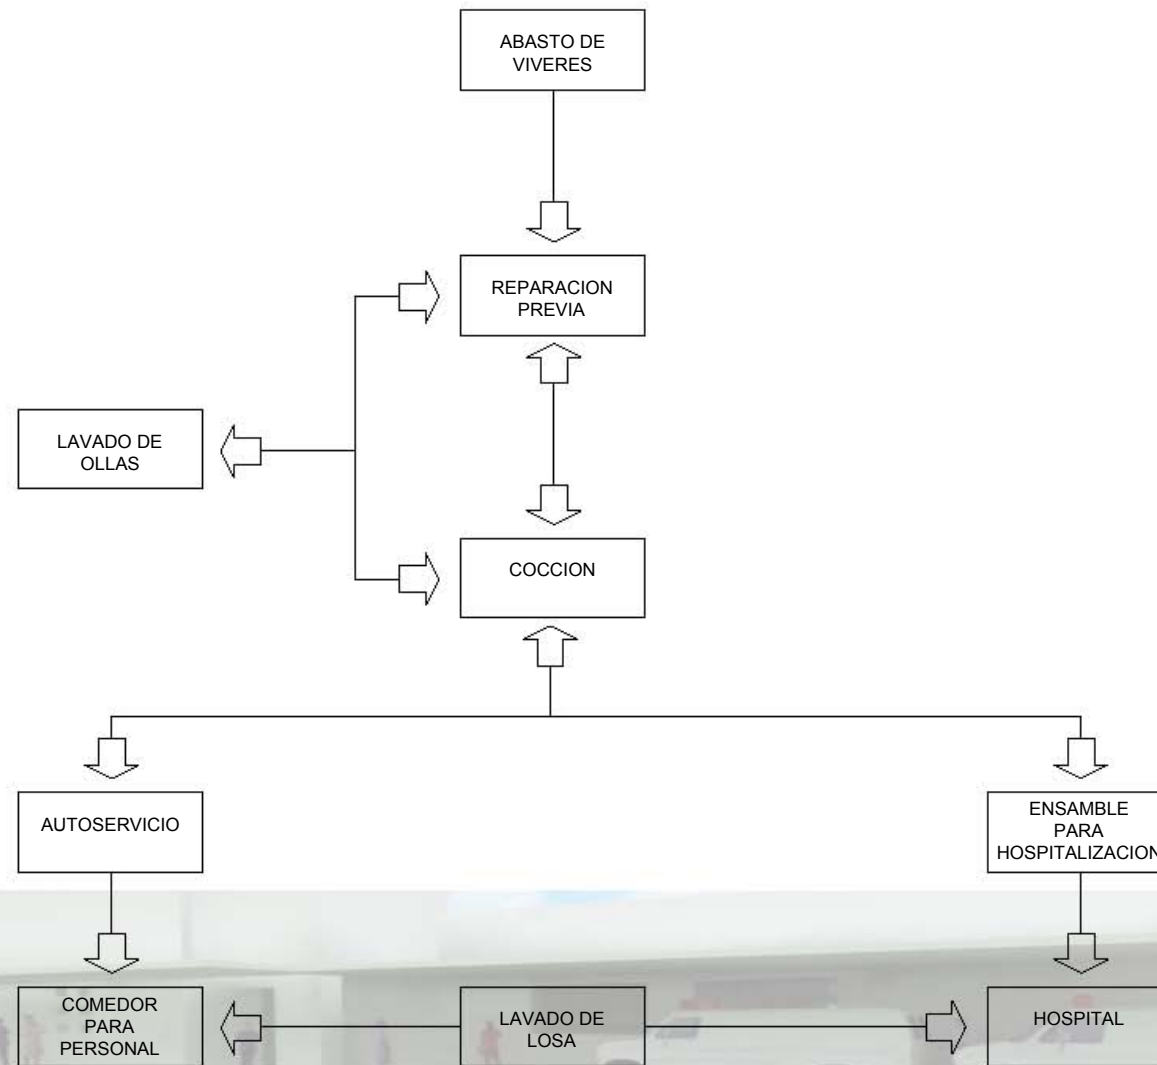 ABASTO DE
VIVERES
REPARACION
PREVIA
LAVADO DE
OLLAS
COCCION
AUTOSERVICIO
ENSAMBLE
PARA
HOSPITALIZACION
COMEDOR
PARA
PERSONAL
LAVADO DE
LOSA
HOSPITAL